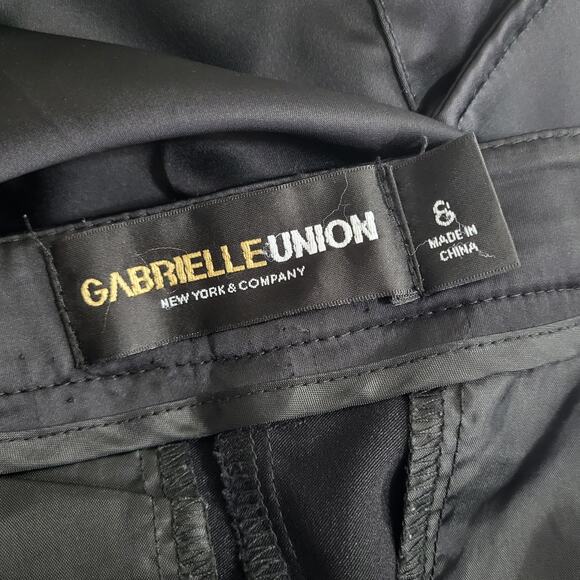 GABRIELLE UNION
NEW YORK & COMPANY
8
MADE IN
CHINA